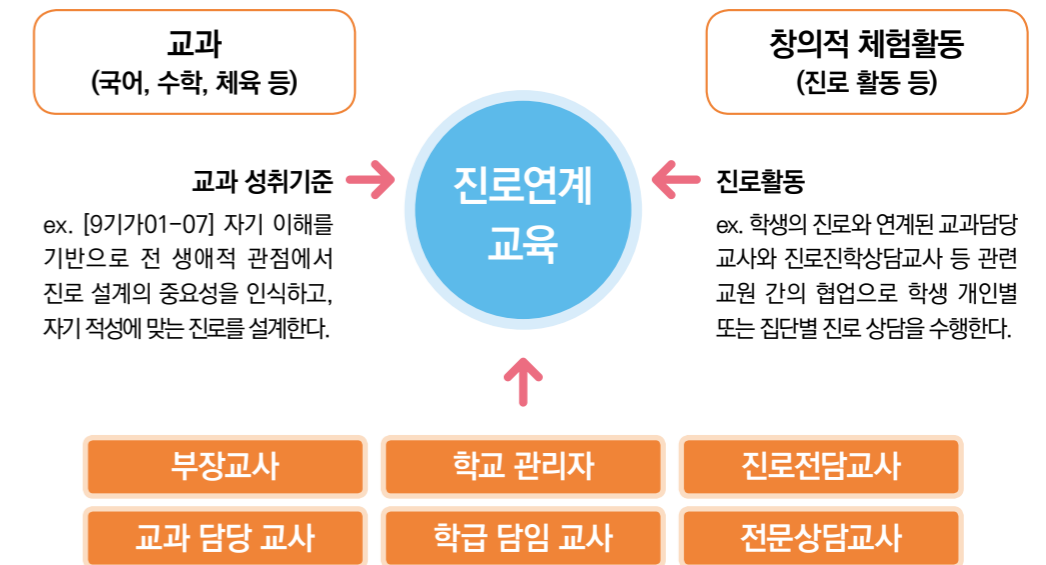 교과
(국어, 수학, 체육 등)
창의적 체험활동
(진로 활동 등)
교과 성취기준
ex. [9기가01-07] 자기 이해를
기반으로 전 생애적 관점에서
진로 설계의 중요성을 인식하고,
자기 적성에 맞는 진로를 설계한다.
진로연계
교육
진로활동
ex. 학생의 진로와 연계된 교과담당
교사와 진로진학상담교사 등 관련
교원 간의 협업으로 학생 개인별
또는 집단별 진로 상담을 수행한다.
부장교사
학교 관리자
진로전담교사
교과 담당 교사
학급 담임 교사
전문상담교사